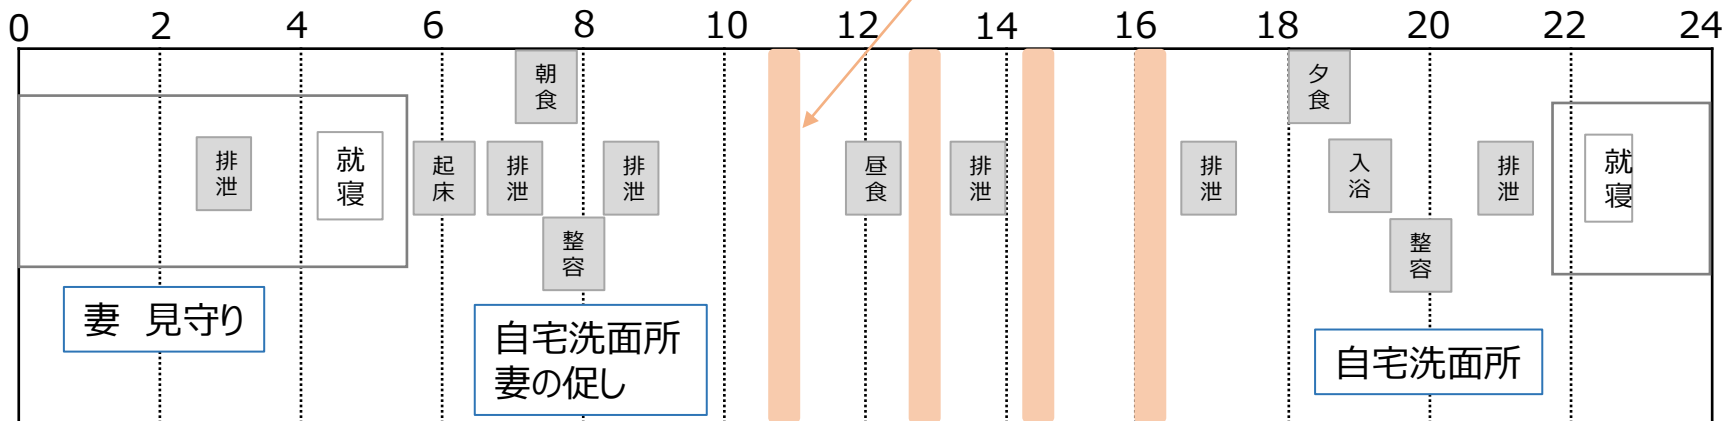 0 2 4 6 8 10 12 14 16 18 20 22 24
朝食
夕食
排泄
就寝
起床
排泄
排泄
昼食
排泄
排泄
入浴
排泄
就寝
整容
整容
妻 見守り
自宅洗面所
妻の促し
自宅洗面所